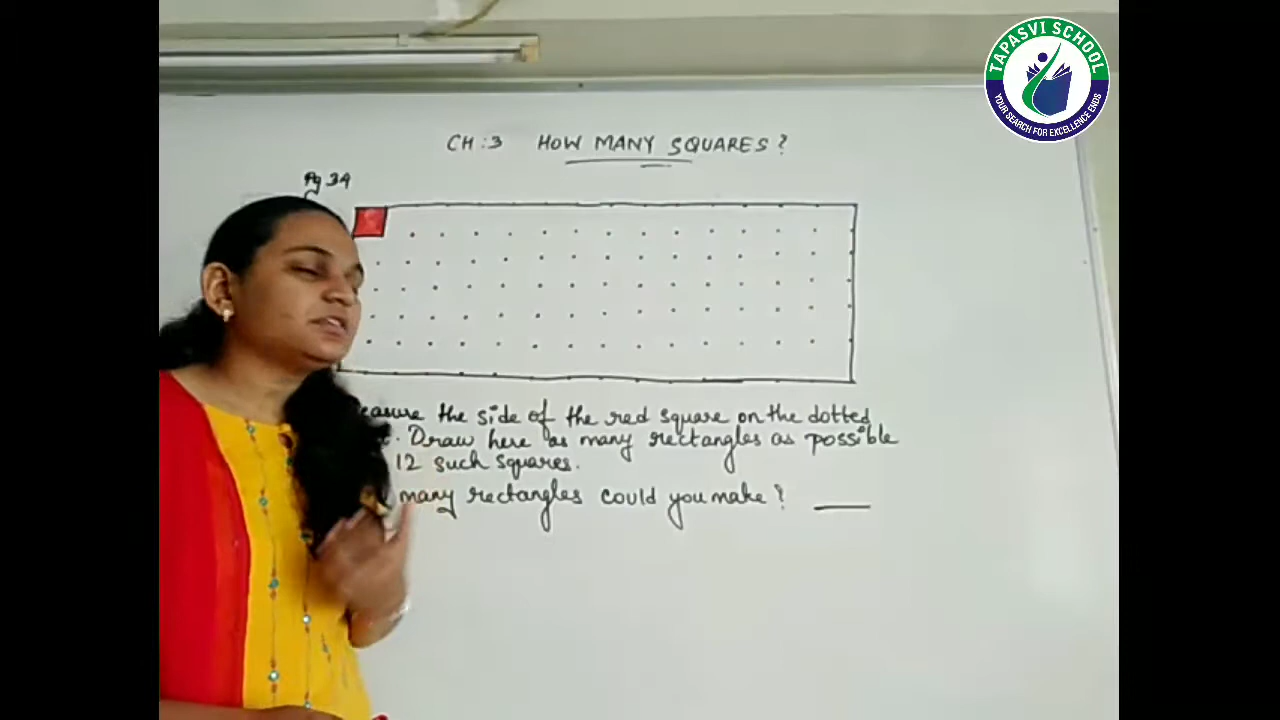 TAPASVI SCHOOL
YOUR SEARCH FOR EXCELLENCE ENDS
CH : 3 HOW MANY SQUARES?
Pg 34
the side of the red square on the dotted
Draw here as many rectangles as possible
12 such squares.
many rectangles could you make?